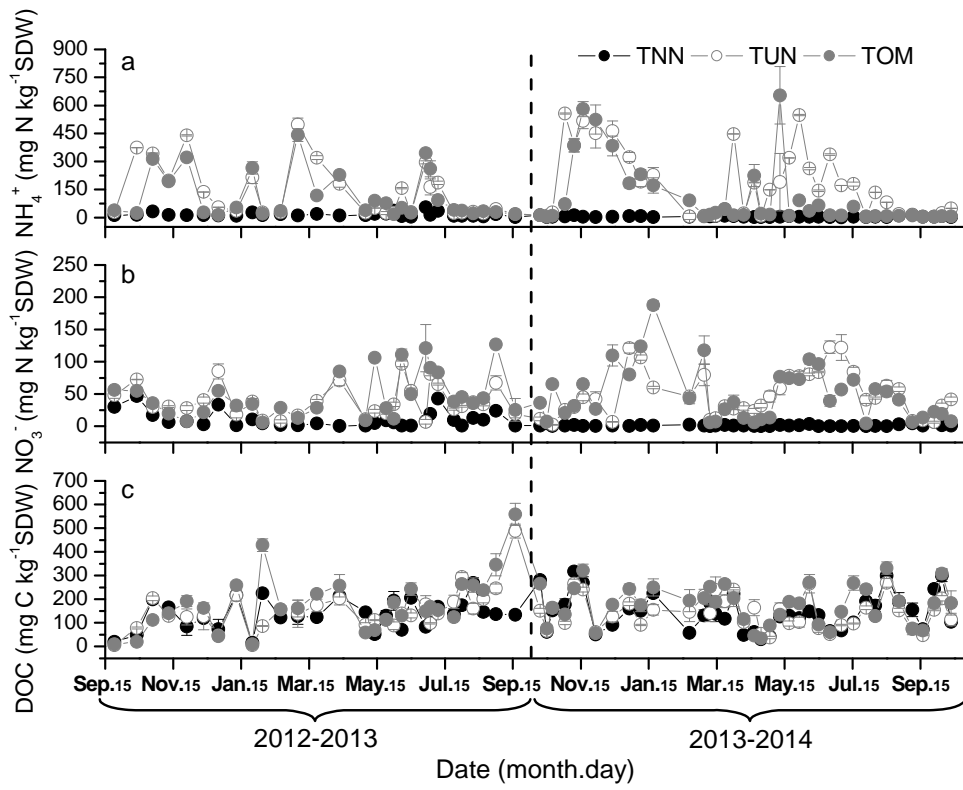 TNN TUN TOM
a
NH₄⁺ (mg N kg⁻¹SDW)
900
750
600
450
300
150
0
b
NO₃⁻ (mg N kg⁻¹SDW)
250
200
150
100
50
0
c
DOC (mg C kg⁻¹SDW)
700
600
500
400
300
200
100
0
Sep.15 Nov.15 Jan.15 Mar.15 May.15 Jul.15 Sep.15 Nov.15 Jan.15 Mar.15 May.15 Jul.15 Sep.15
2012-2013 2013-2014
Date (month.day)